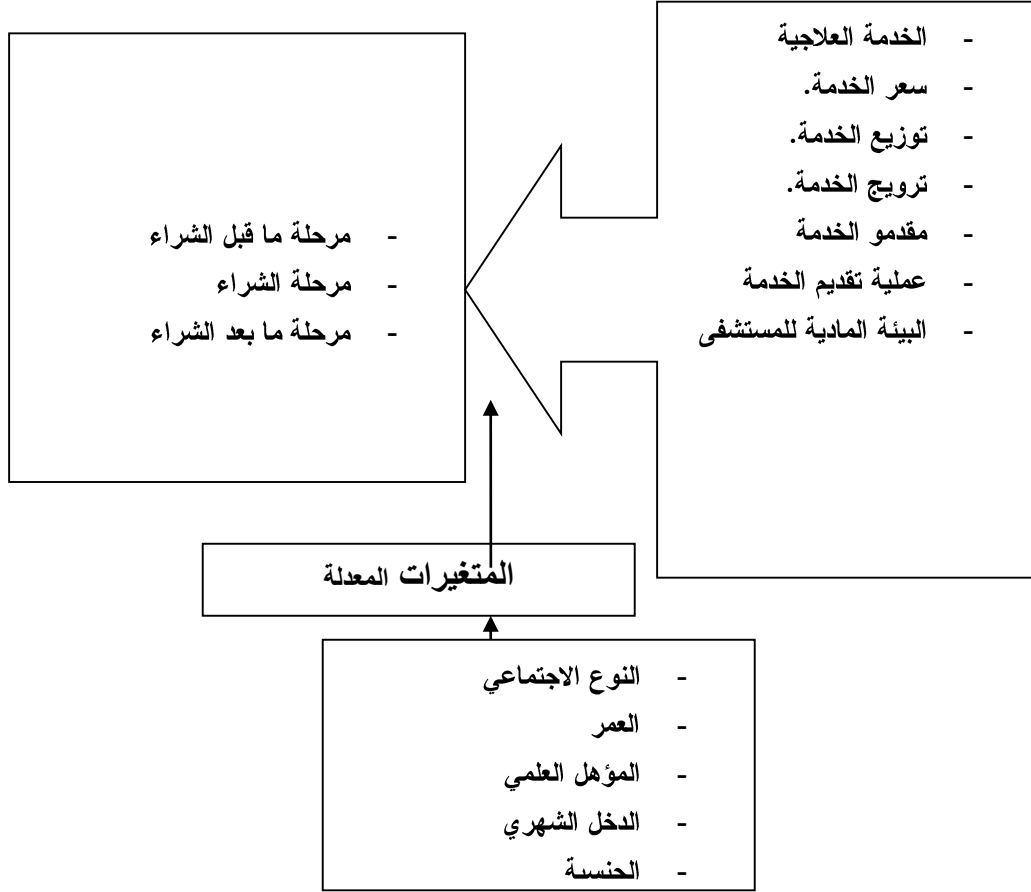 - الخدمة العلاجية
- سعر الخدمة.
- توزيع الخدمة.
- ترويج الخدمة.
- مقدمو الخدمة
- عملية تقديم الخدمة
- البيئة المادية للمستشفى
- مرحلة ما قبل الشراء
- مرحلة الشراء
- مرحلة ما بعد الشراء
المتغيرات المعدلة
- النوع الاجتماعي
- العمر
- المؤهل العلمي
- الدخل الشهري
- الجنسية